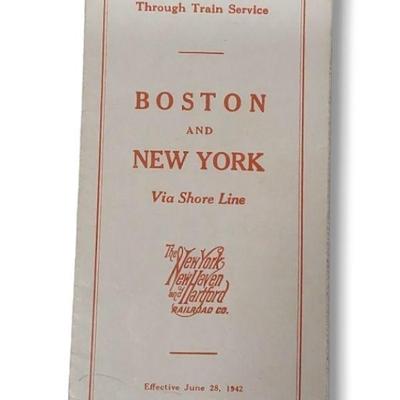 Through Train Service
BOSTON
AND
NEW YORK
Via Shore Line
The New York
New Haven
and Hartford
RAILROAD CO.
Effective June 28, 1942